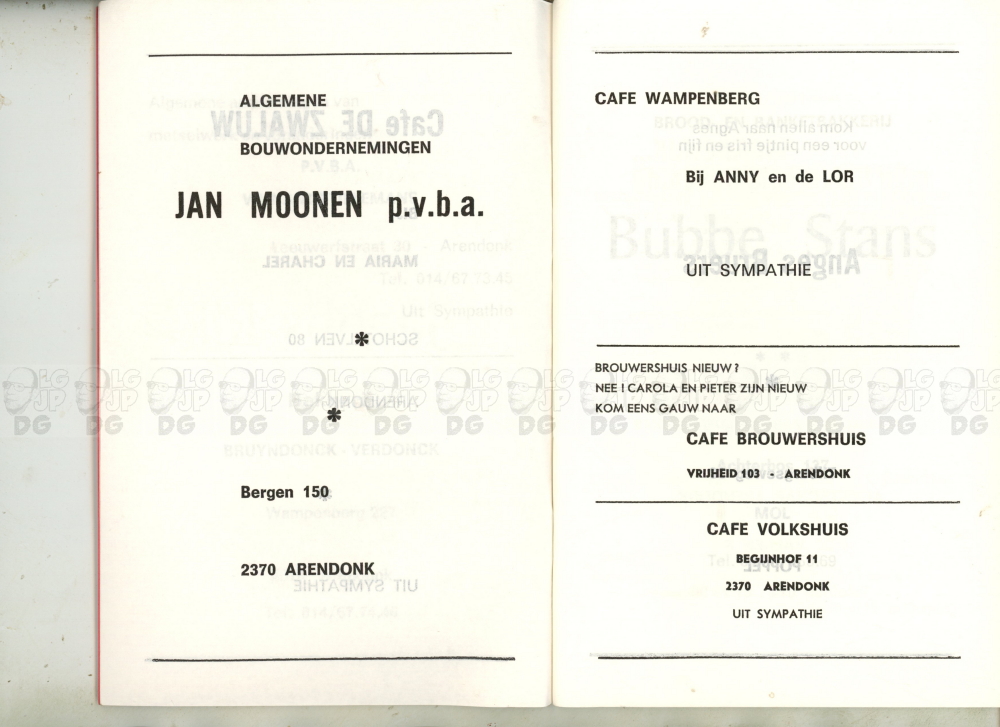 ALGEMENE
BOUWONDERNEMINGEN
JAN MOONEN p.v.b.a.
*
*
Bergen 150
2370 ARENDONK
CAFE WAMPENBERG
Bij ANNY en de LOR
UIT SYMPATHIE
BROUWERSHUIS NIEUW?
NEE! CAROLA EN PIETER ZIJN NIEUW
KOM EENS GAUW NAAR
CAFE BROUWERSHUIS
VRIJHEID 103 - ARENDONK
CAFE VOLKSHUIS
BEGIJNHOF 11
2370 ARENDONK
UIT SYMPATHIE